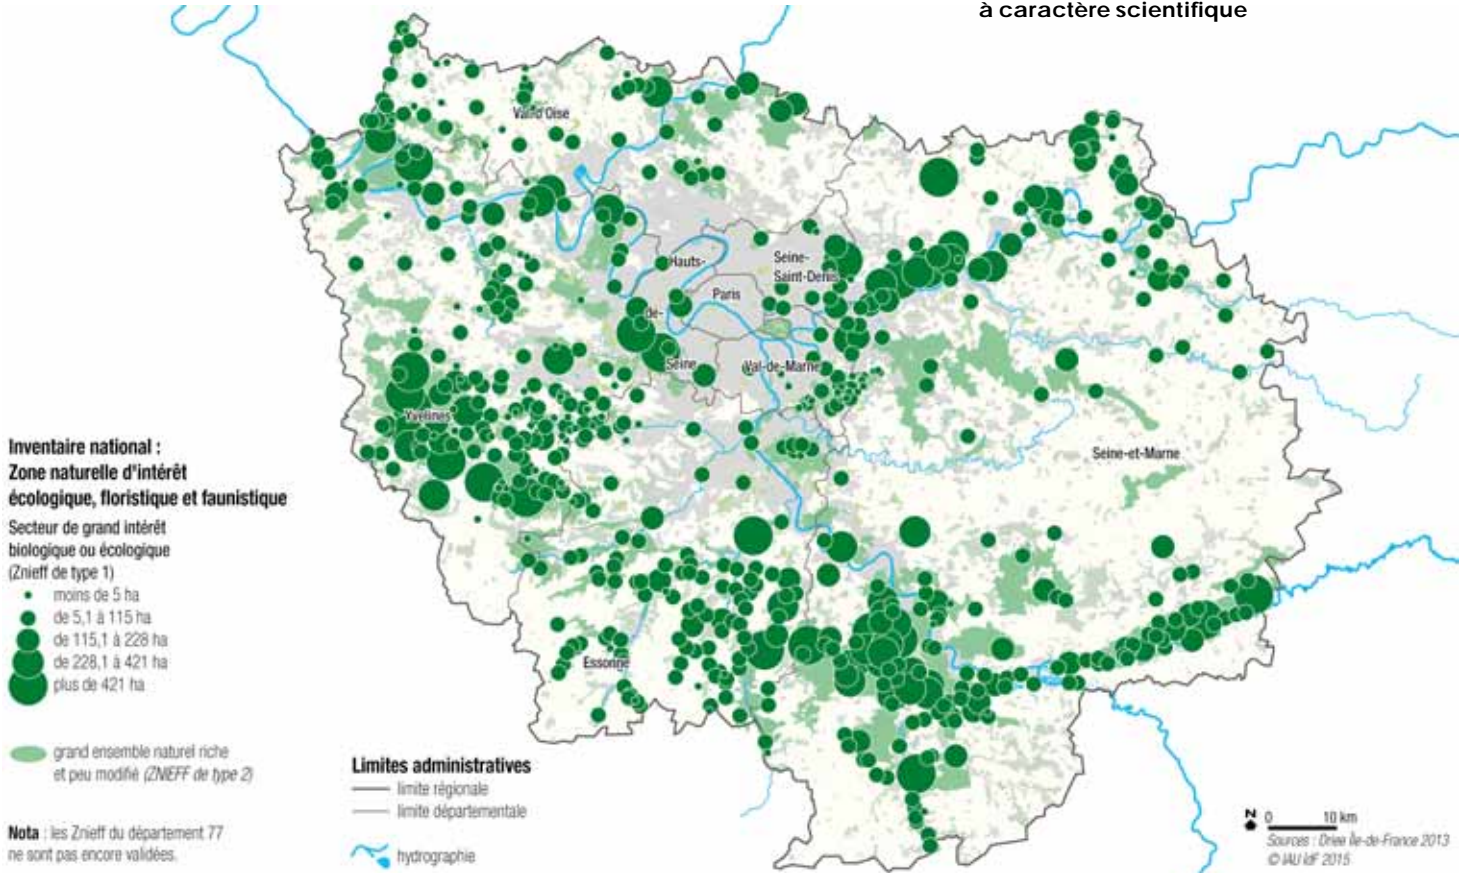 à caractère scientifique
Val d'Oise
Hauts-
Seine-
Saint-Denis
Paris
de-
Seine
Val-de-Marne
Yvelines
Seine-et-Marne
Essonne
Inventaire national :
Zone naturelle d'intérêt
écologique, floristique et faunistique
Secteur de grand intérêt
biologique ou écologique
(Znieff de type 1)
moins de 5 ha
de 5,1 à 115 ha
de 115,1 à 228 ha
de 228,1 à 421 ha
plus de 421 ha
grand ensemble naturel riche
et peu modifié (ZNIEFF de type 2)
Nota : les Znieff du département 77
ne sont pas encore validées.
Limites administratives
limite régionale
limite départementale
hydrographie
N 0 10 km
Sources : Driee Île-de-France 2013
© IAU îdF 2015